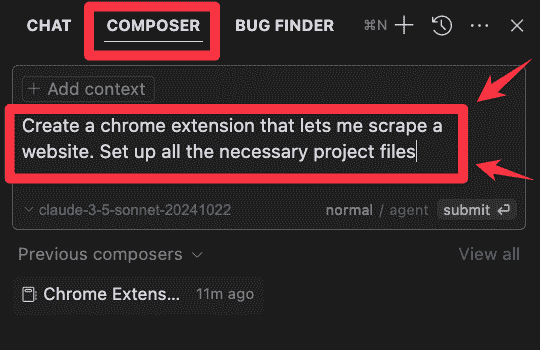 CHAT COMPOSER BUG FINDER ⌘N + ... ×
+ Add context
Create a chrome extension that lets me scrape a
website. Set up all the necessary project files
claude-3-5-sonnet-20241022 normal / agent submit ↵
Previous composers View all
Chrome Extens... 11m ago